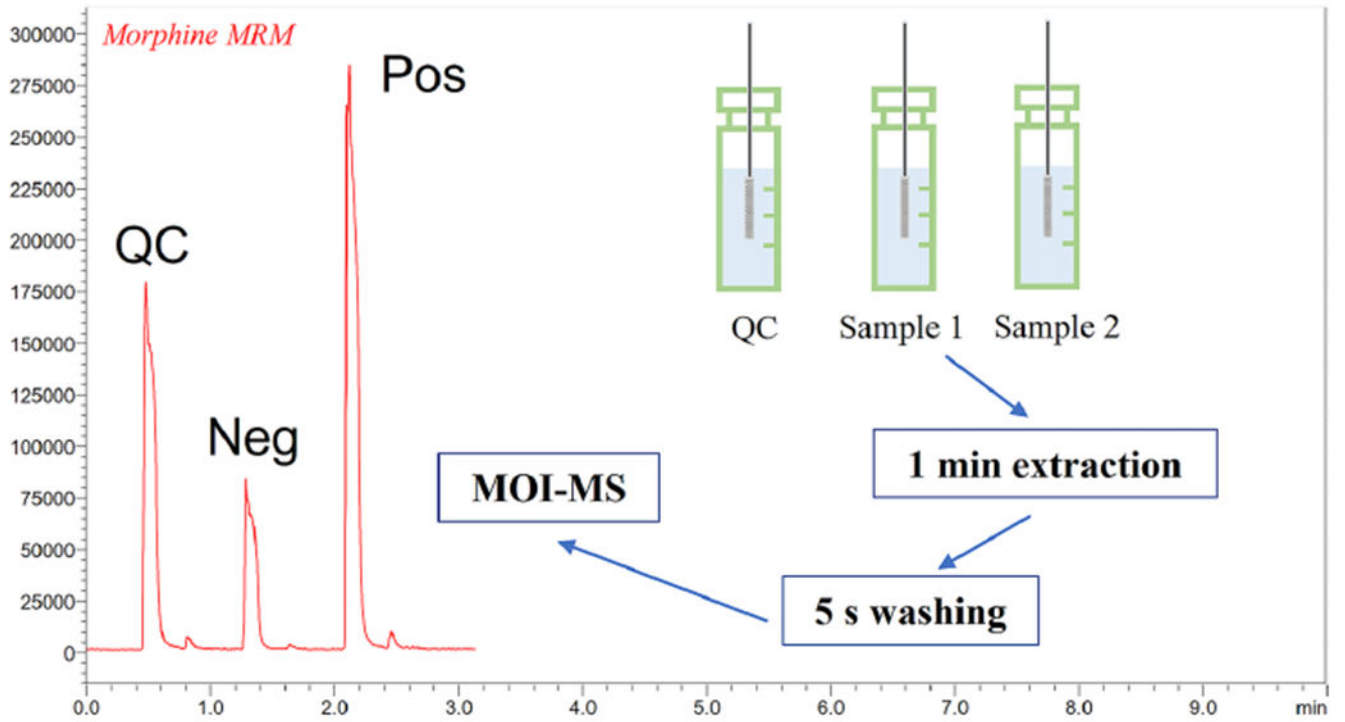 Morphine MRM
300000
275000
250000
225000
200000
175000
150000
125000
100000
75000
50000
25000
0
QC
Neg
Pos
QC Sample 1 Sample 2
1 min extraction
5 s washing
MOI-MS
0.0 1.0 2.0 3.0 4.0 5.0 6.0 7.0 8.0 9.0 min